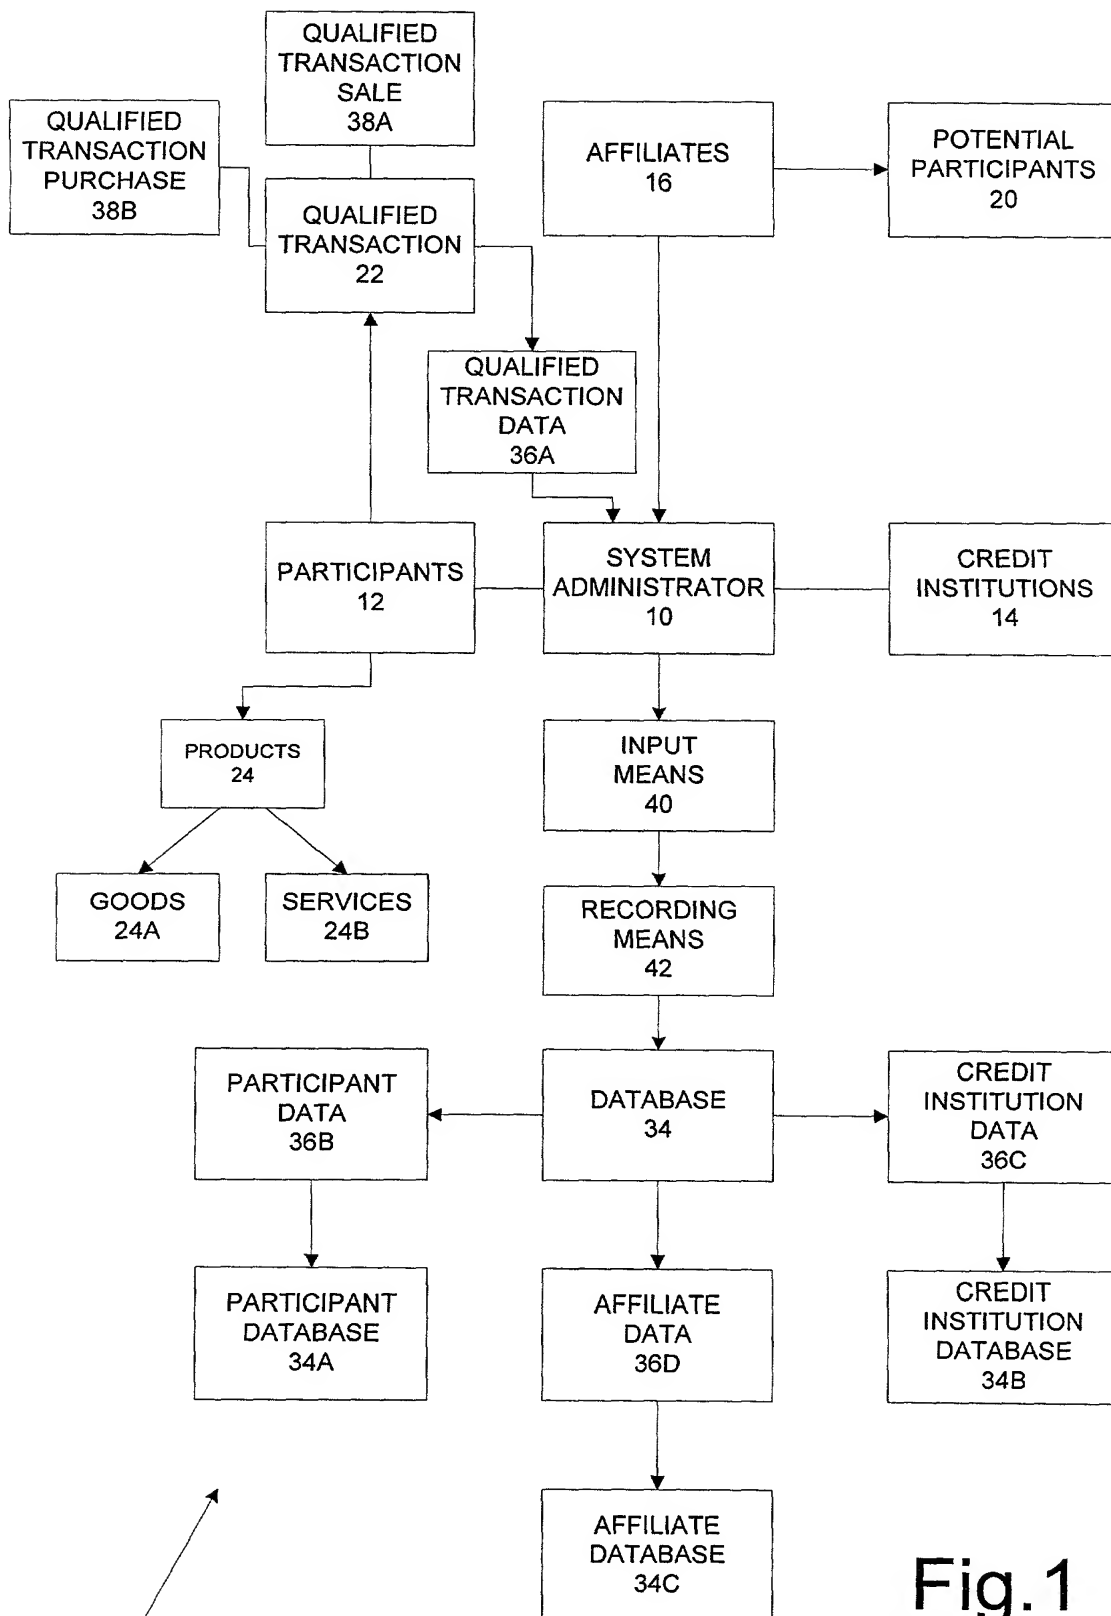 QUALIFIED
TRANSACTION
SALE
38A
QUALIFIED
TRANSACTION
PURCHASE
38B
AFFILIATES
16
POTENTIAL
PARTICIPANTS
20
QUALIFIED
TRANSACTION
22
QUALIFIED
TRANSACTION
DATA
36A
PARTICIPANTS
12
SYSTEM
ADMINISTRATOR
10
CREDIT
INSTITUTIONS
14
PRODUCTS
24
INPUT
MEANS
40
GOODS
24A
SERVICES
24B
RECORDING
MEANS
42
PARTICIPANT
DATA
36B
DATABASE
34
CREDIT
INSTITUTION
DATA
36C
PARTICIPANT
DATABASE
34A
AFFILIATE
DATA
36D
CREDIT
INSTITUTION
DATABASE
34B
AFFILIATE
DATABASE
34C
Fig.1